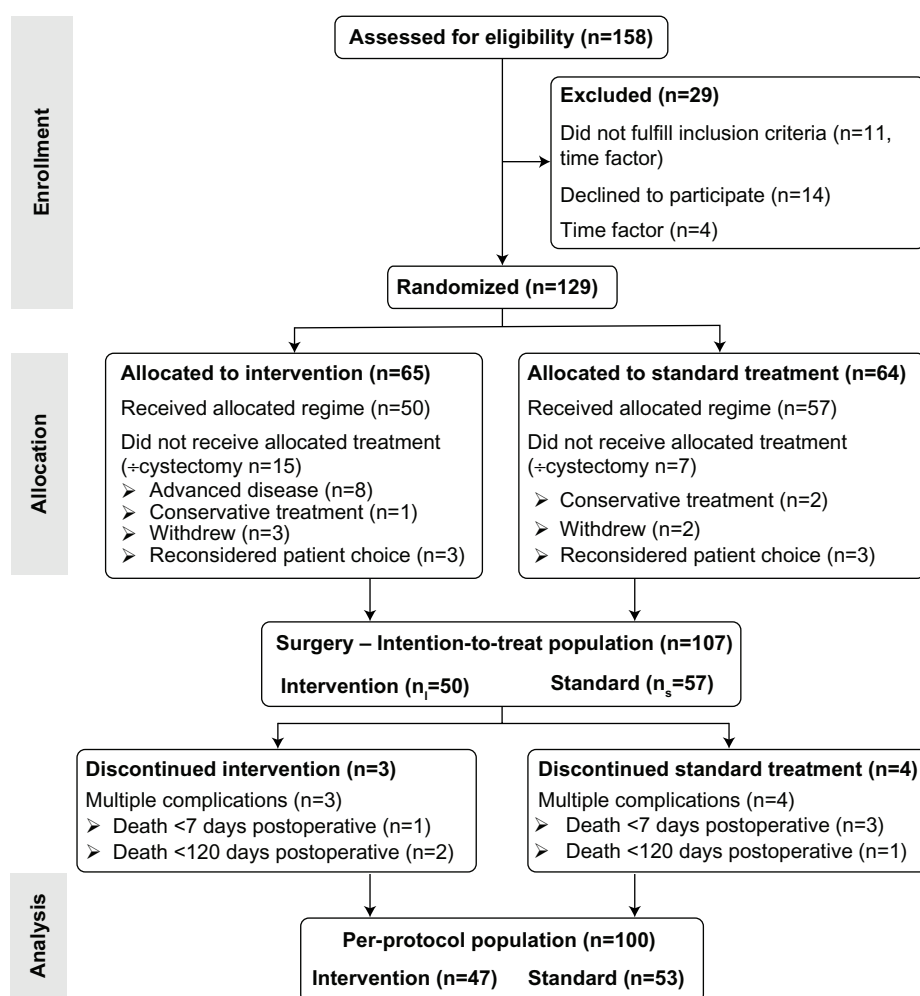 Enrollment
Assessed for eligibility (n=158)
Excluded (n=29)
Did not fulfill inclusion criteria (n=11,
time factor)
Declined to participate (n=14)
Time factor (n=4)
Randomized (n=129)
Allocation
Allocated to intervention (n=65)
Received allocated regime (n=50)
Did not receive allocated treatment
(÷cystectomy n=15)
➢ Advanced disease (n=8)
➢ Conservative treatment (n=1)
➢ Withdrew (n=3)
➢ Reconsidered patient choice (n=3)
Allocated to standard treatment (n=64)
Received allocated regime (n=57)
Did not receive allocated treatment
(÷cystectomy n=7)
➢ Conservative treatment (n=2)
➢ Withdrew (n=2)
➢ Reconsidered patient choice (n=3)
Surgery – Intention-to-treat population (n=107)
Intervention (nI=50) Standard (ns=57)
Discontinued intervention (n=3)
Multiple complications (n=3)
➢ Death <7 days postoperative (n=1)
➢ Death <120 days postoperative (n=2)
Discontinued standard treatment (n=4)
Multiple complications (n=4)
➢ Death <7 days postoperative (n=3)
➢ Death <120 days postoperative (n=1)
Analysis
Per-protocol population (n=100)
Intervention (n=47) Standard (n=53)